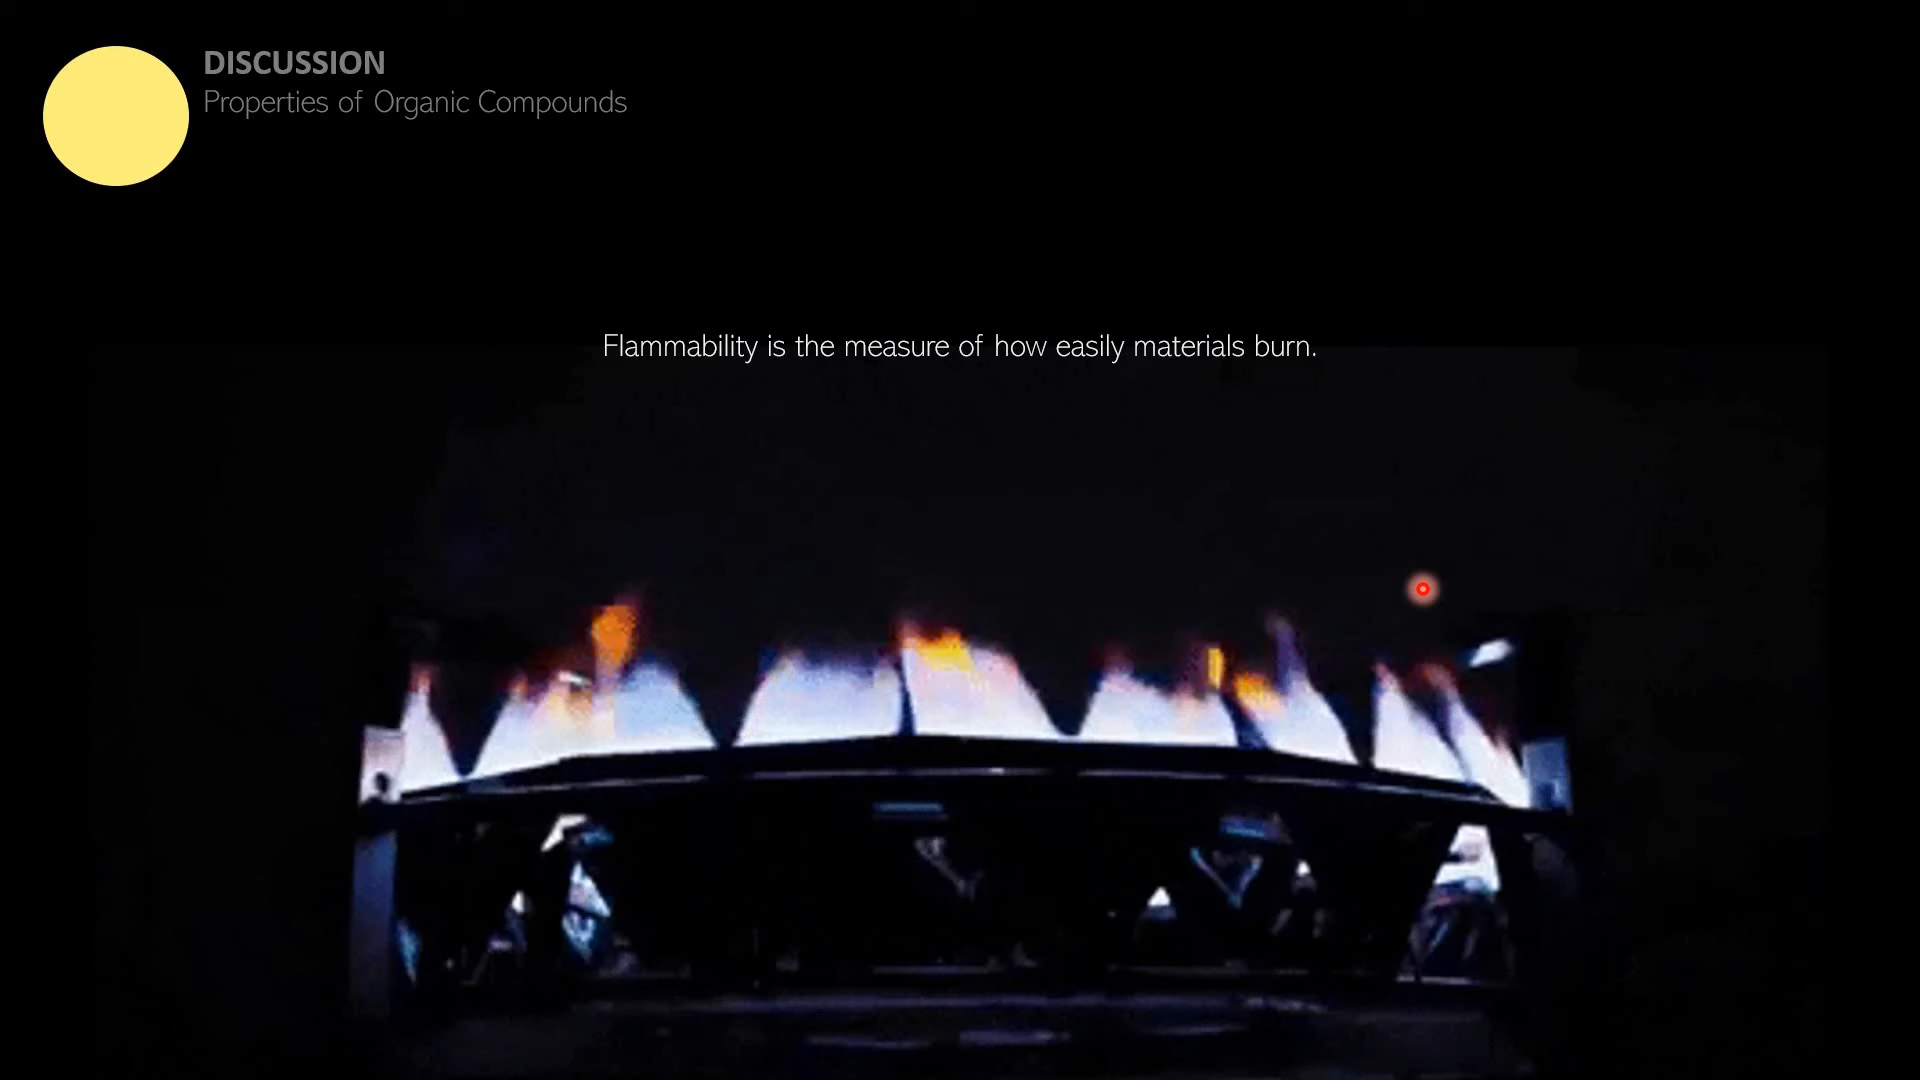 DISCUSSION
Properties of Organic Compounds
Flammability is the measure of how easily materials burn.